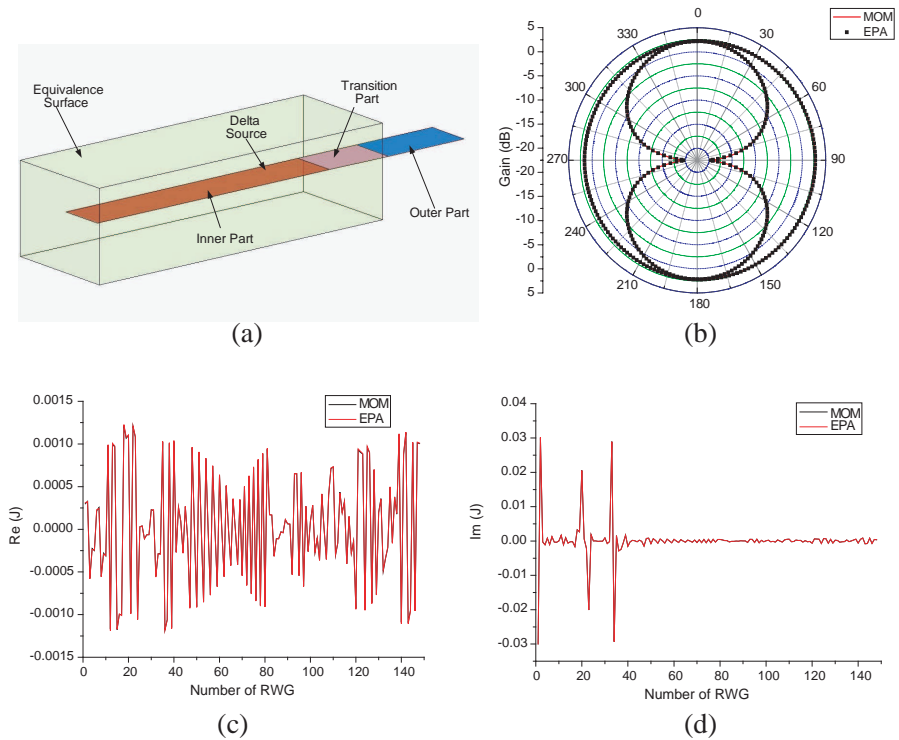 Equivalence
Surface
Delta
Source
Transition
Part
Outer Part
Inner Part
(a)
MOM
EPA
Gain (dB)
5
0
-5
-10
-15
-20
-20
-15
-10
-5
0
5
0
30
60
90
120
150
180
210
240
270
300
330
(b)
MOM
EPA
Re (J)
0.0015
0.0010
0.0005
0.0000
-0.0005
-0.0010
-0.0015
0 20 40 60 80 100 120 140
Number of RWG
(c)
MOM
EPA
Im (J)
0.04
0.03
0.02
0.01
0.00
-0.01
-0.02
-0.03
0 20 40 60 80 100 120 140
Number of RWG
(d)